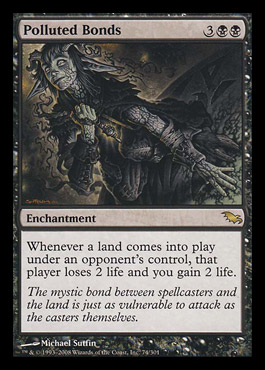 Polluted Bonds 3
Enchantment
Whenever a land comes into play
under an opponent's control, that
player loses 2 life and you gain 2 life.
The mystic bond between spellcasters and
the land is just as vulnerable to attack as
the casters themselves.
Michael Sutfin
™ & © 1993-2008 Wizards of the Coast, Inc. 74/301